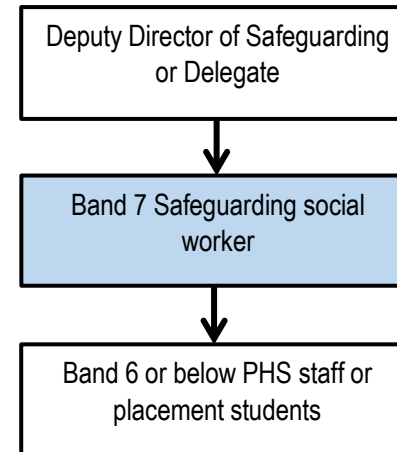 Deputy Director of Safeguarding
or Delegate
Band 7 Safeguarding social
worker
Band 6 or below PHS staff or
placement students